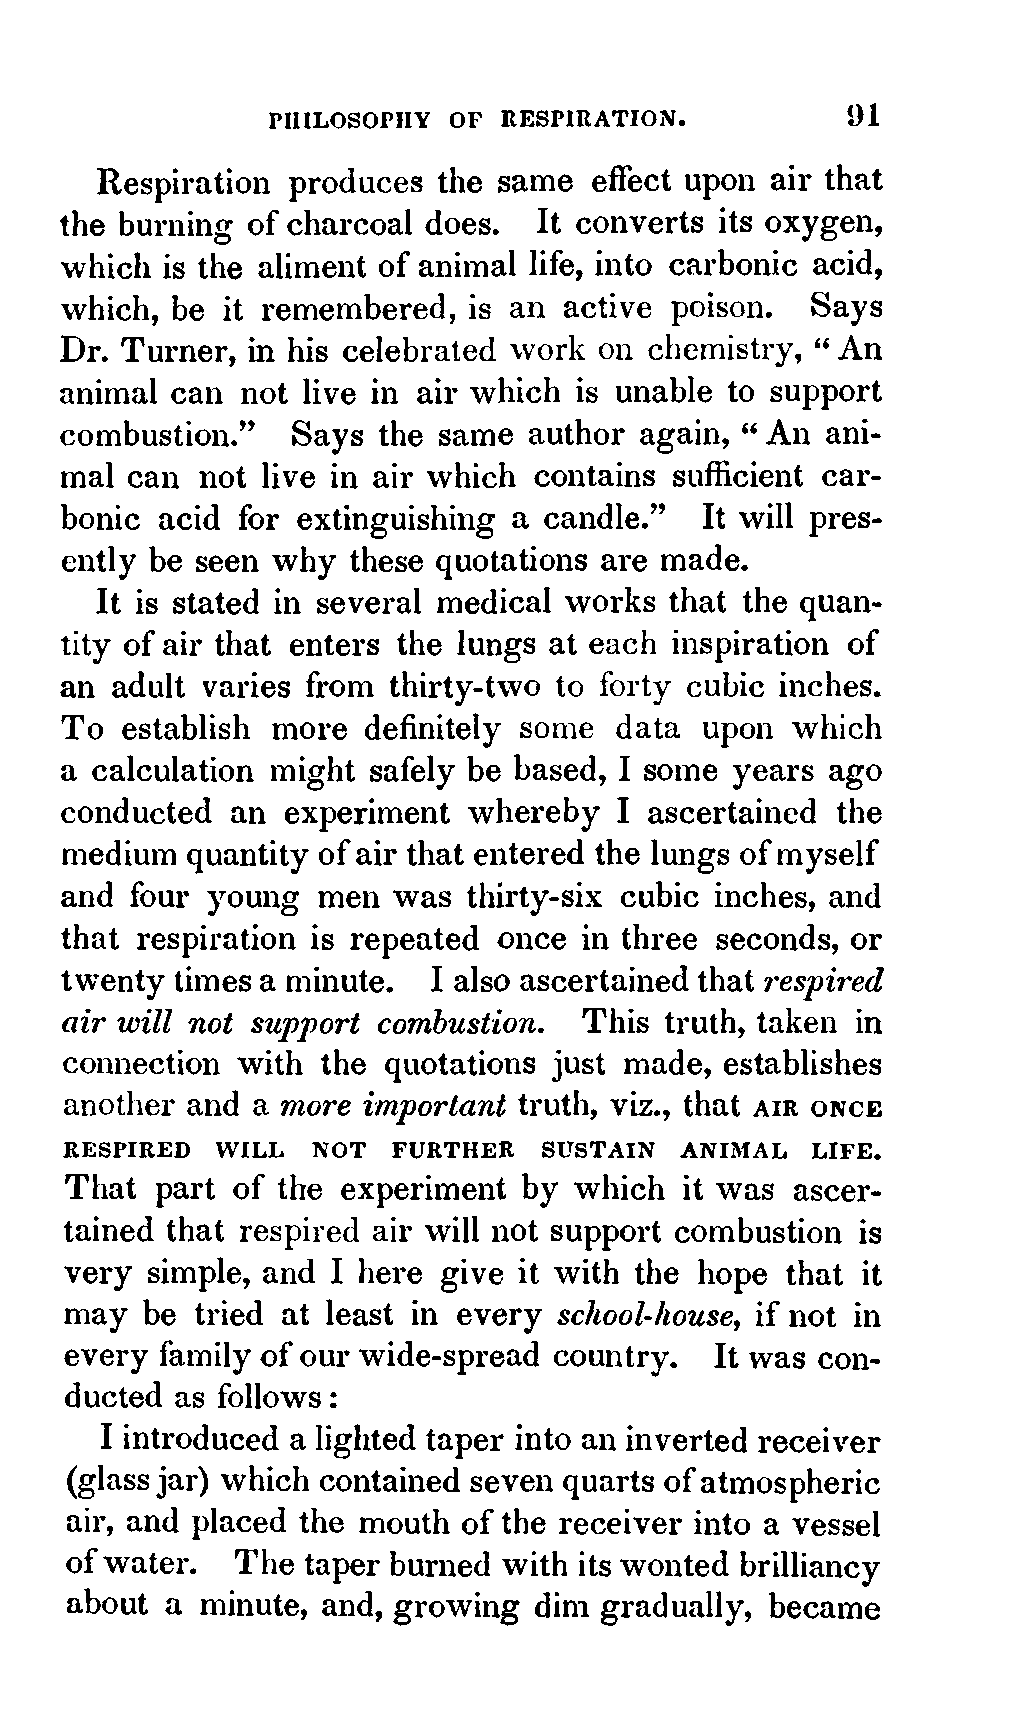 PHILOSOPHY OF RESPIRATION. 91
Respiration produces the same effect upon air that
the burning of charcoal does. It converts its oxygen,
which is the aliment of animal life, into carbonic acid,
which, be it remembered, is an active poison. Says
Dr. Turner, in his celebrated work on chemistry, “ An
animal can not live in air which is unable to support
combustion.” Says the same author again, “ An ani-
mal can not live in air which contains sufficient car-
bonic acid for extinguishing a candle.” It will pres-
ently be seen why these quotations are made.
It is stated in several medical works that the quan-
tity of air that enters the lungs at each inspiration of
an adult varies from thirty-two to forty cubic inches.
To establish more definitely some data upon which
a calculation might safely be based, I some years ago
conducted an experiment whereby I ascertained the
medium quantity of air that entered the lungs of myself
and four young men was thirty-six cubic inches, and
that respiration is repeated once in three seconds, or
twenty times a minute. I also ascertained that respired
air will not support combustion. This truth, taken in
connection with the quotations just made, establishes
another and a more important truth, viz., that AIR ONCE
RESPIRED WILL NOT FURTHER SUSTAIN ANIMAL LIFE.
That part of the experiment by which it was ascer-
tained that respired air will not support combustion is
very simple, and I here give it with the hope that it
may be tried at least in every school-house, if not in
every family of our wide-spread country. It was con-
ducted as follows :
I introduced a lighted taper into an inverted receiver
(glass jar) which contained seven quarts of atmospheric
air, and placed the mouth of the receiver into a vessel
of water. The taper burned with its wonted brilliancy
about a minute, and, growing dim gradually, became